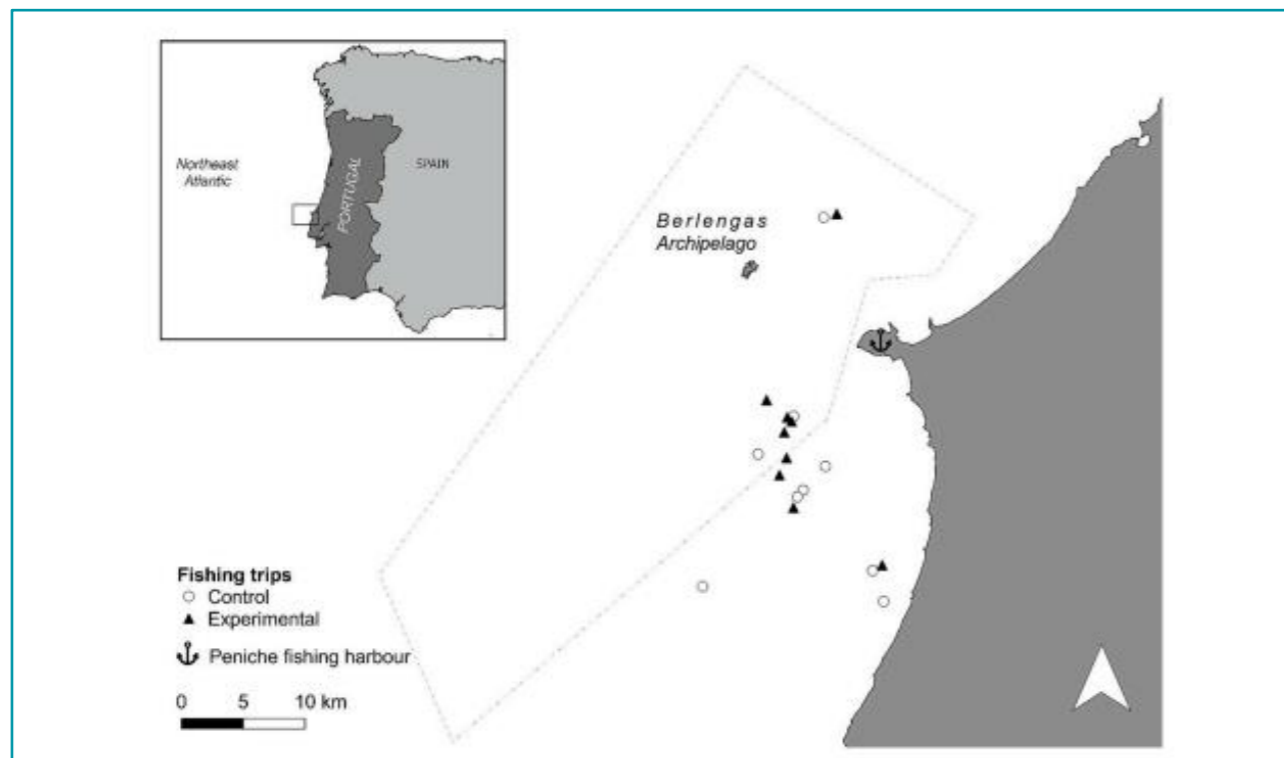 Northeast
Atlantic
PORTUGAL
SPAIN
Berlengas
Archipelago
Fishing trips
Control
Experimental
Peniche fishing harbour
0 5 10 km